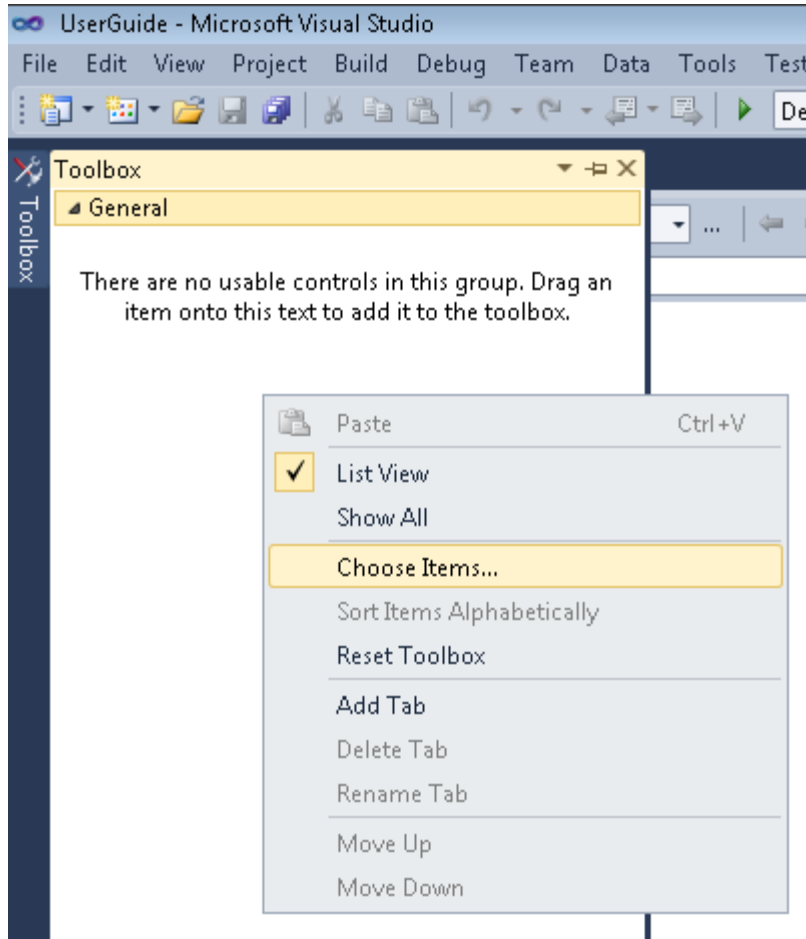 UserGuide - Microsoft Visual Studio
File Edit View Project Build Debug Team Data Tools Test
De
Toolbox
General
Toolbox
...
There are no usable controls in this group. Drag an
item onto this text to add it to the toolbox.
Paste Ctrl+V
List View
Show All
Choose Items...
Sort Items Alphabetically
Reset Toolbox
Add Tab
Delete Tab
Rename Tab
Move Up
Move Down